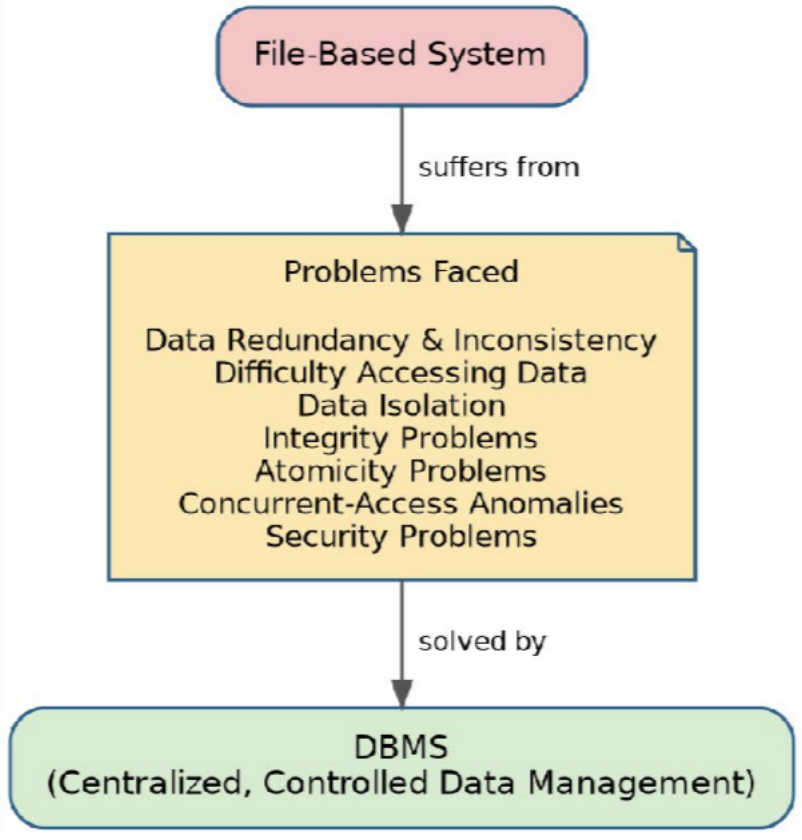 File-Based System
suffers from
Problems Faced
Data Redundancy & Inconsistency
Difficulty Accessing Data
Data Isolation
Integrity Problems
Atomicity Problems
Concurrent-Access Anomalies
Security Problems
solved by
DBMS
(Centralized, Controlled Data Management)